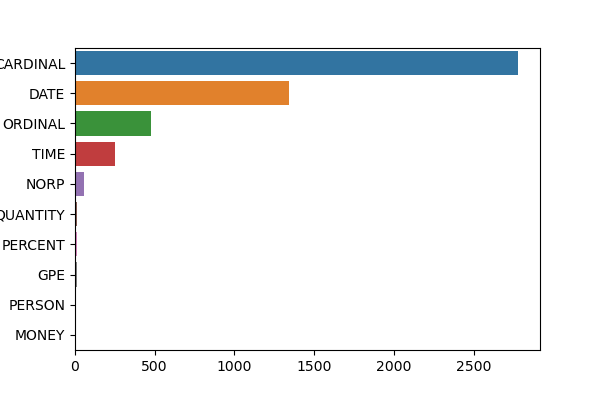 CARDINAL
DATE
ORDINAL
TIME
NORP
QUANTITY
PERCENT
GPE
PERSON
MONEY
0 500 1000 1500 2000 2500